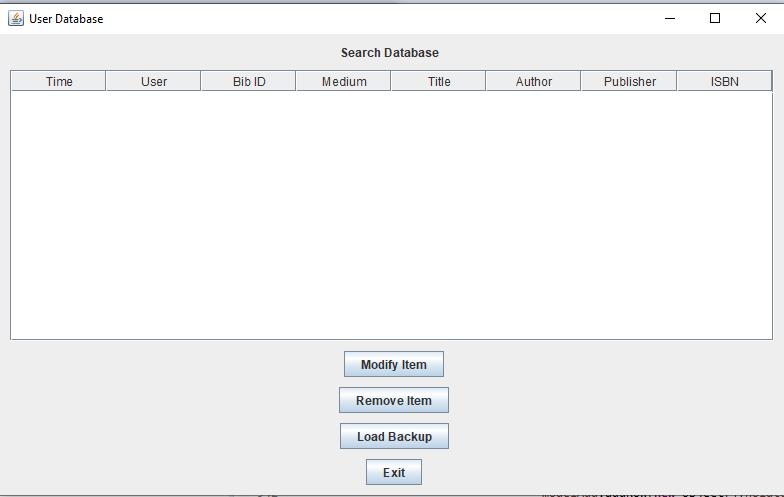 User Database
Search Database
Time User Bib ID Medium Title Author Publisher ISBN
Modify Item
Remove Item
Load Backup
Exit